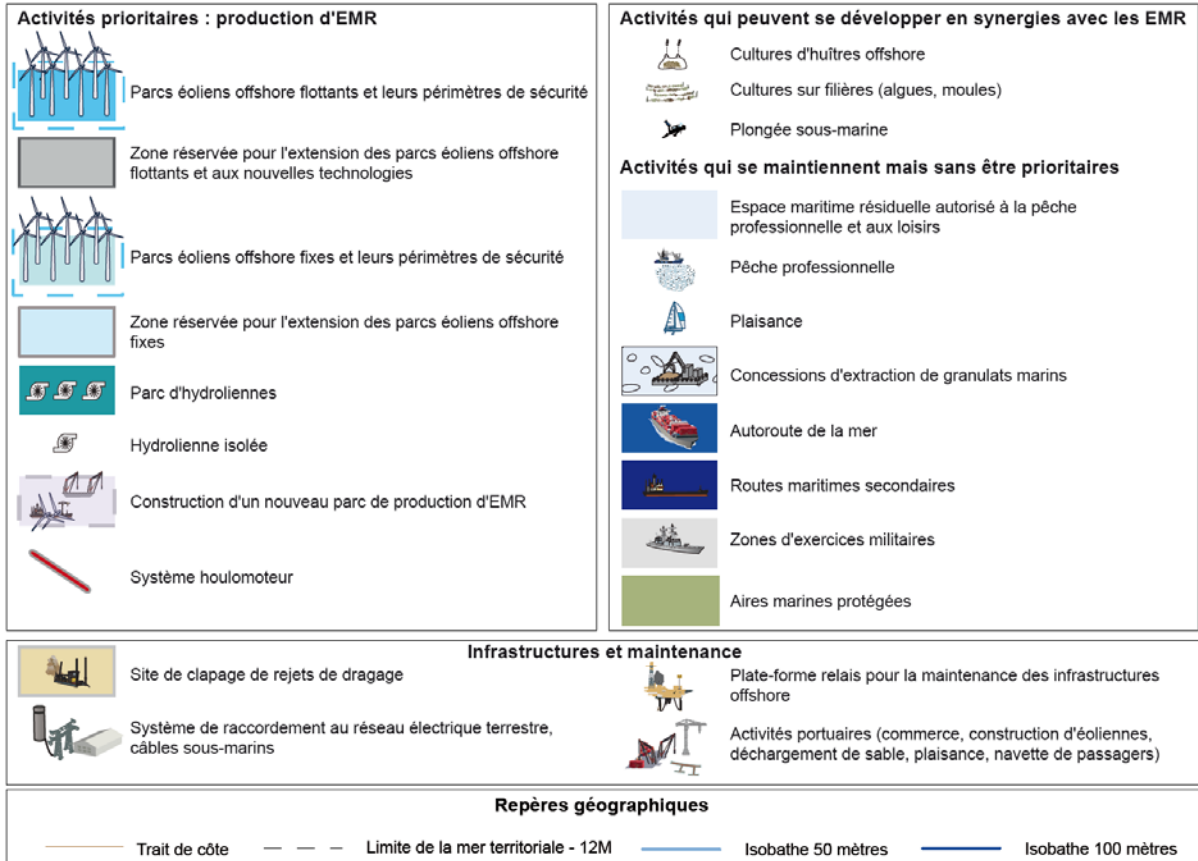 Activités prioritaires : production d'EMR
Parcs éoliens offshore flottants et leurs périmètres de sécurité
Zone réservée pour l'extension des parcs éoliens offshore
flottants et aux nouvelles technologies
Parcs éoliens offshore fixes et leurs périmètres de sécurité
Zone réservée pour l'extension des parcs éoliens offshore
fixes
Parc d'hydroliennes
Hydrolienne isolée
Construction d'un nouveau parc de production d'EMR
Système houlomoteur
Activités qui peuvent se développer en synergies avec les EMR
Cultures d'huîtres offshore
Cultures sur filières (algues, moules)
Plongée sous-marine
Activités qui se maintiennent mais sans être prioritaires
Espace maritime résiduelle autorisé à la pêche
professionnelle et aux loisirs
Pêche professionnelle
Plaisance
Concessions d'extraction de granulats marins
Autoroute de la mer
Routes maritimes secondaires
Zones d'exercices militaires
Aires marines protégées
Infrastructures et maintenance
Site de clapage de rejets de dragage
Système de raccordement au réseau électrique terrestre,
câbles sous-marins
Plate-forme relais pour la maintenance des infrastructures
offshore
Activités portuaires (commerce, construction d'éoliennes,
déchargement de sable, plaisance, navette de passagers)
Repères géographiques
Trait de côte
Limite de la mer territoriale - 12M
Isobathe 50 mètres
Isobathe 100 mètres